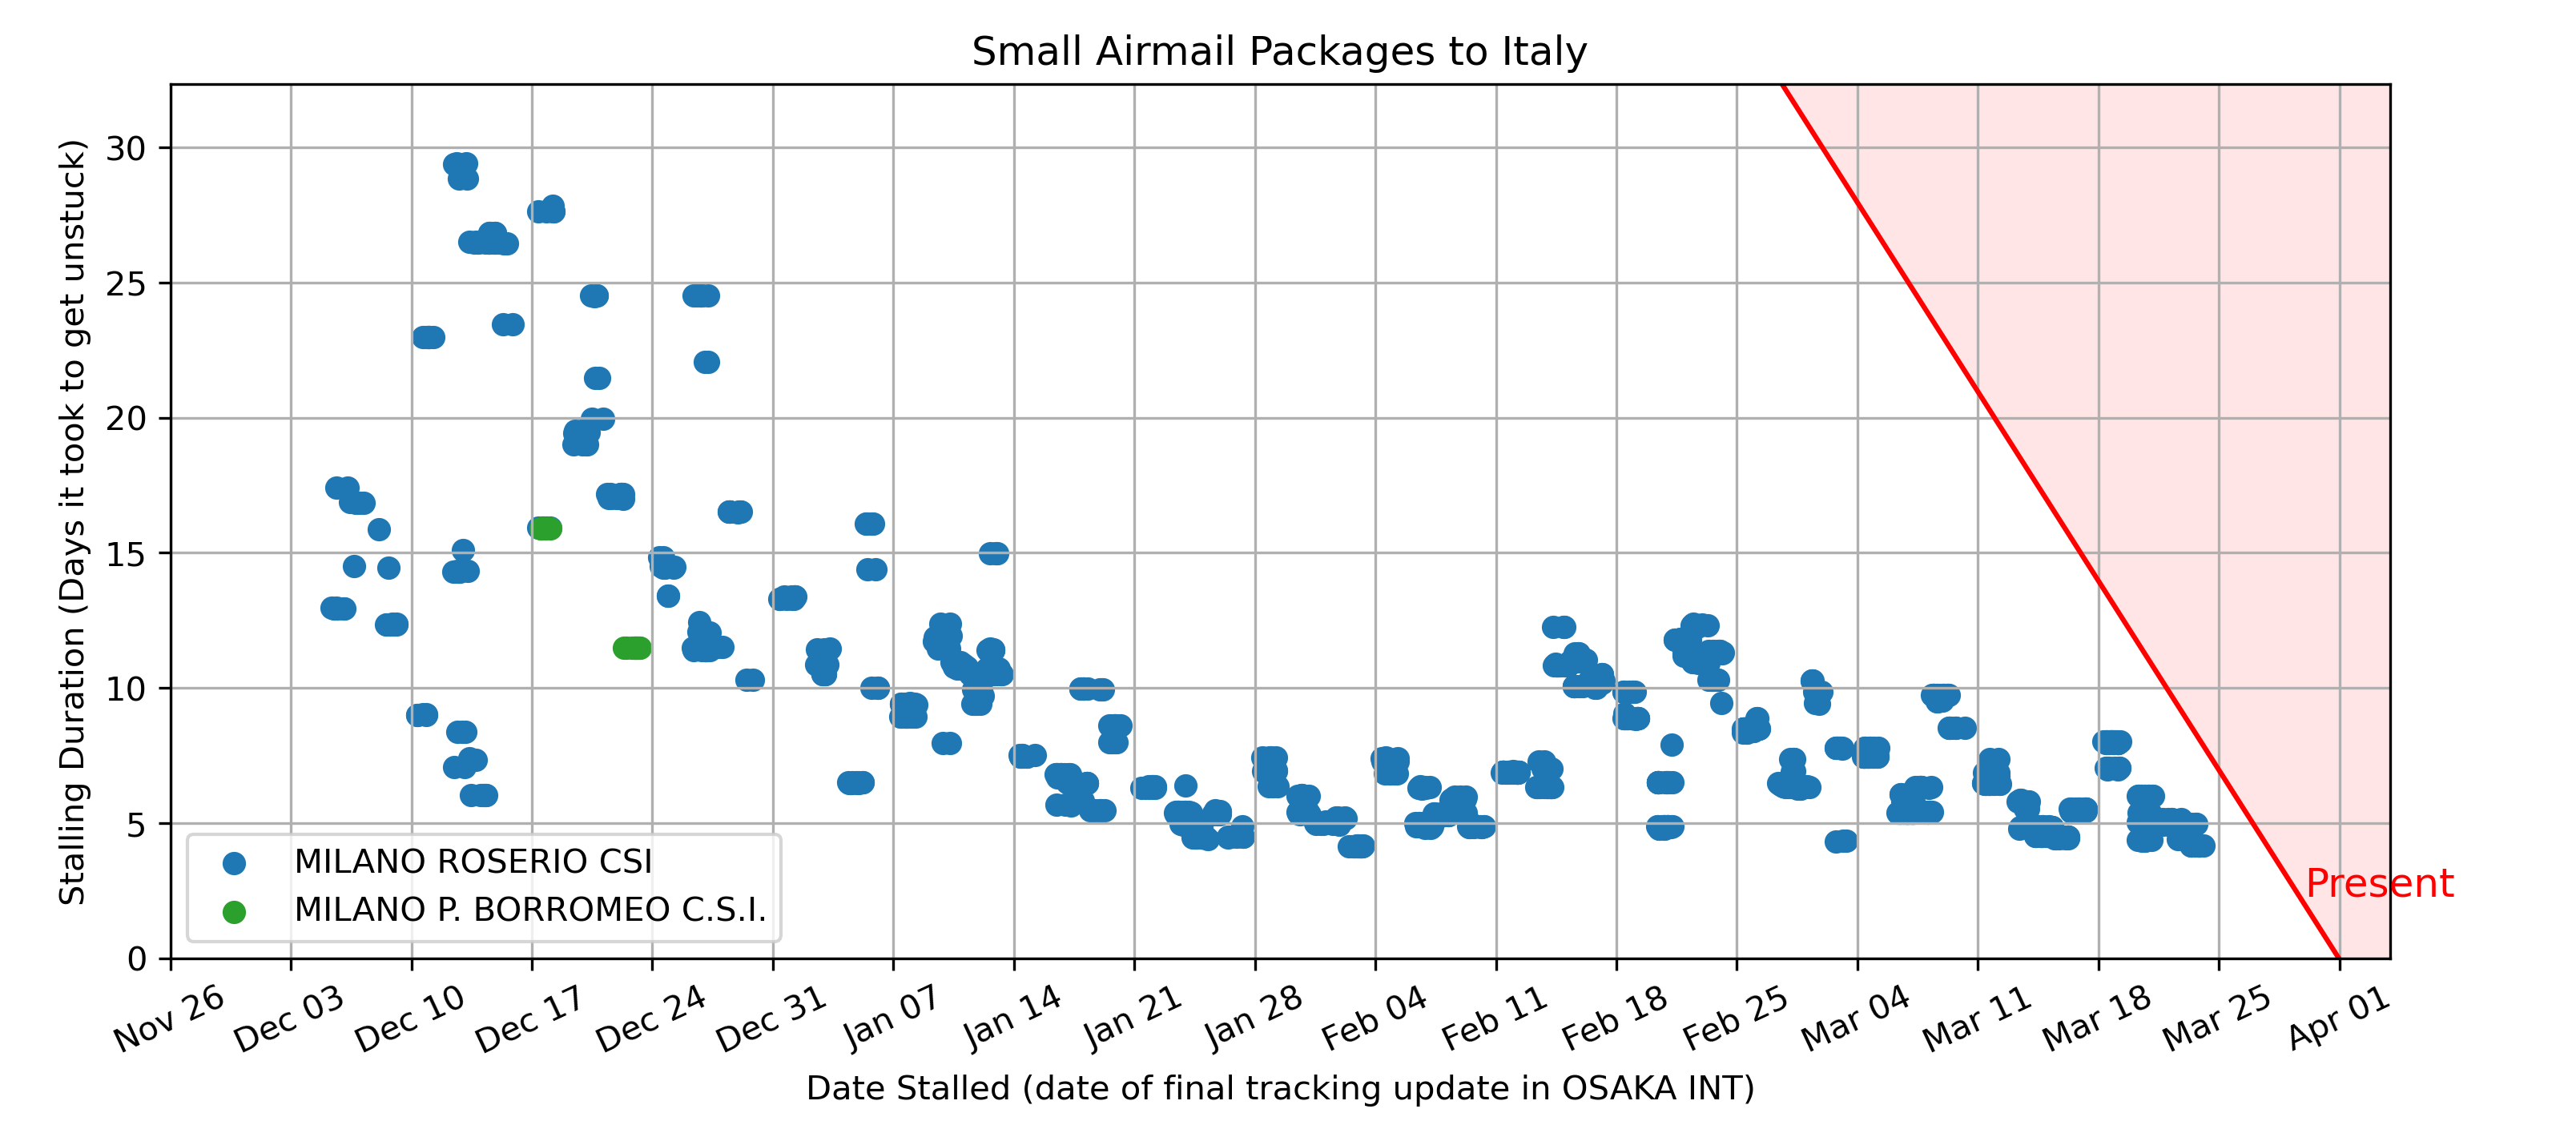 Small Airmail Packages to Italy
Stalling Duration (Days it took to get unstuck)
30
25
20
15
10
5
0
MILANO ROSERIO CSI
MILANO P. BORROMEO C.S.I.
Present
Nov 26
Dec 03
Dec 10
Dec 17
Dec 24
Dec 31
Jan 07
Jan 14
Jan 21
Jan 28
Feb 04
Feb 11
Feb 18
Feb 25
Mar 04
Mar 11
Mar 18
Mar 25
Apr 01
Date Stalled (date of final tracking update in OSAKA INT)